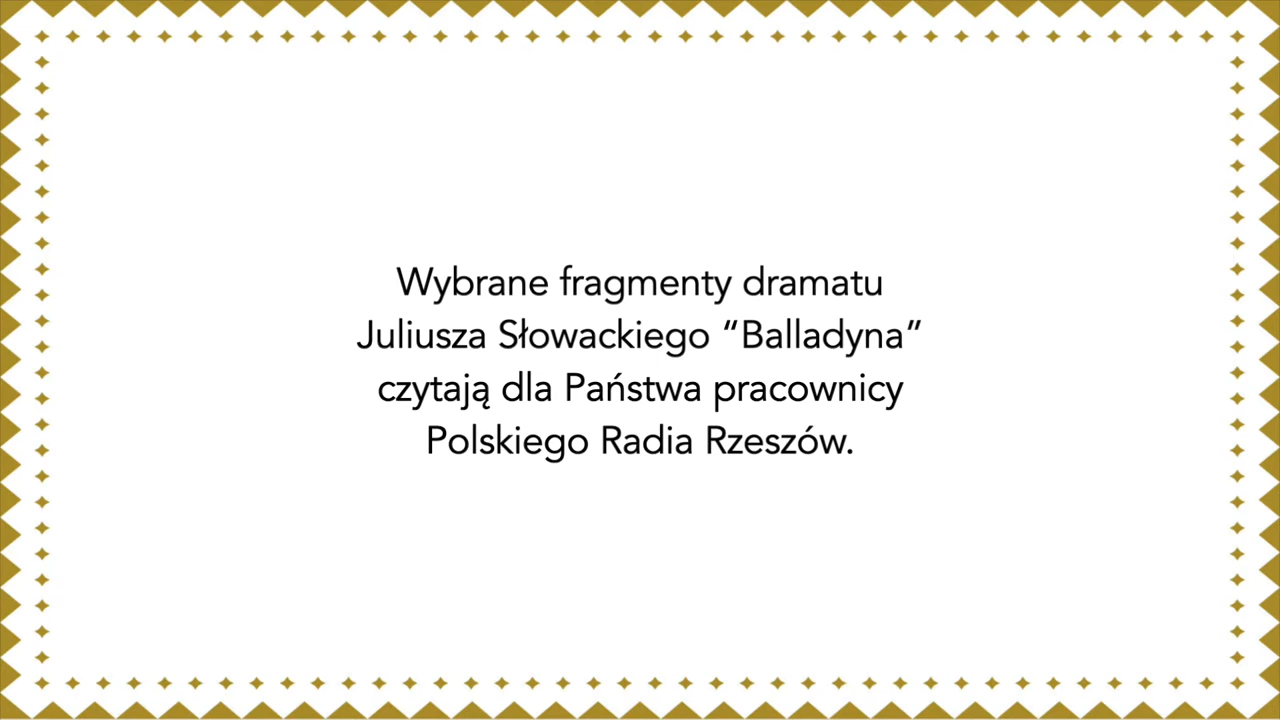 Wybrane fragmenty dramatu
Juliusza Słowackiego “Balladyna”
czytają dla Państwa pracownicy
Polskiego Radia Rzeszów.